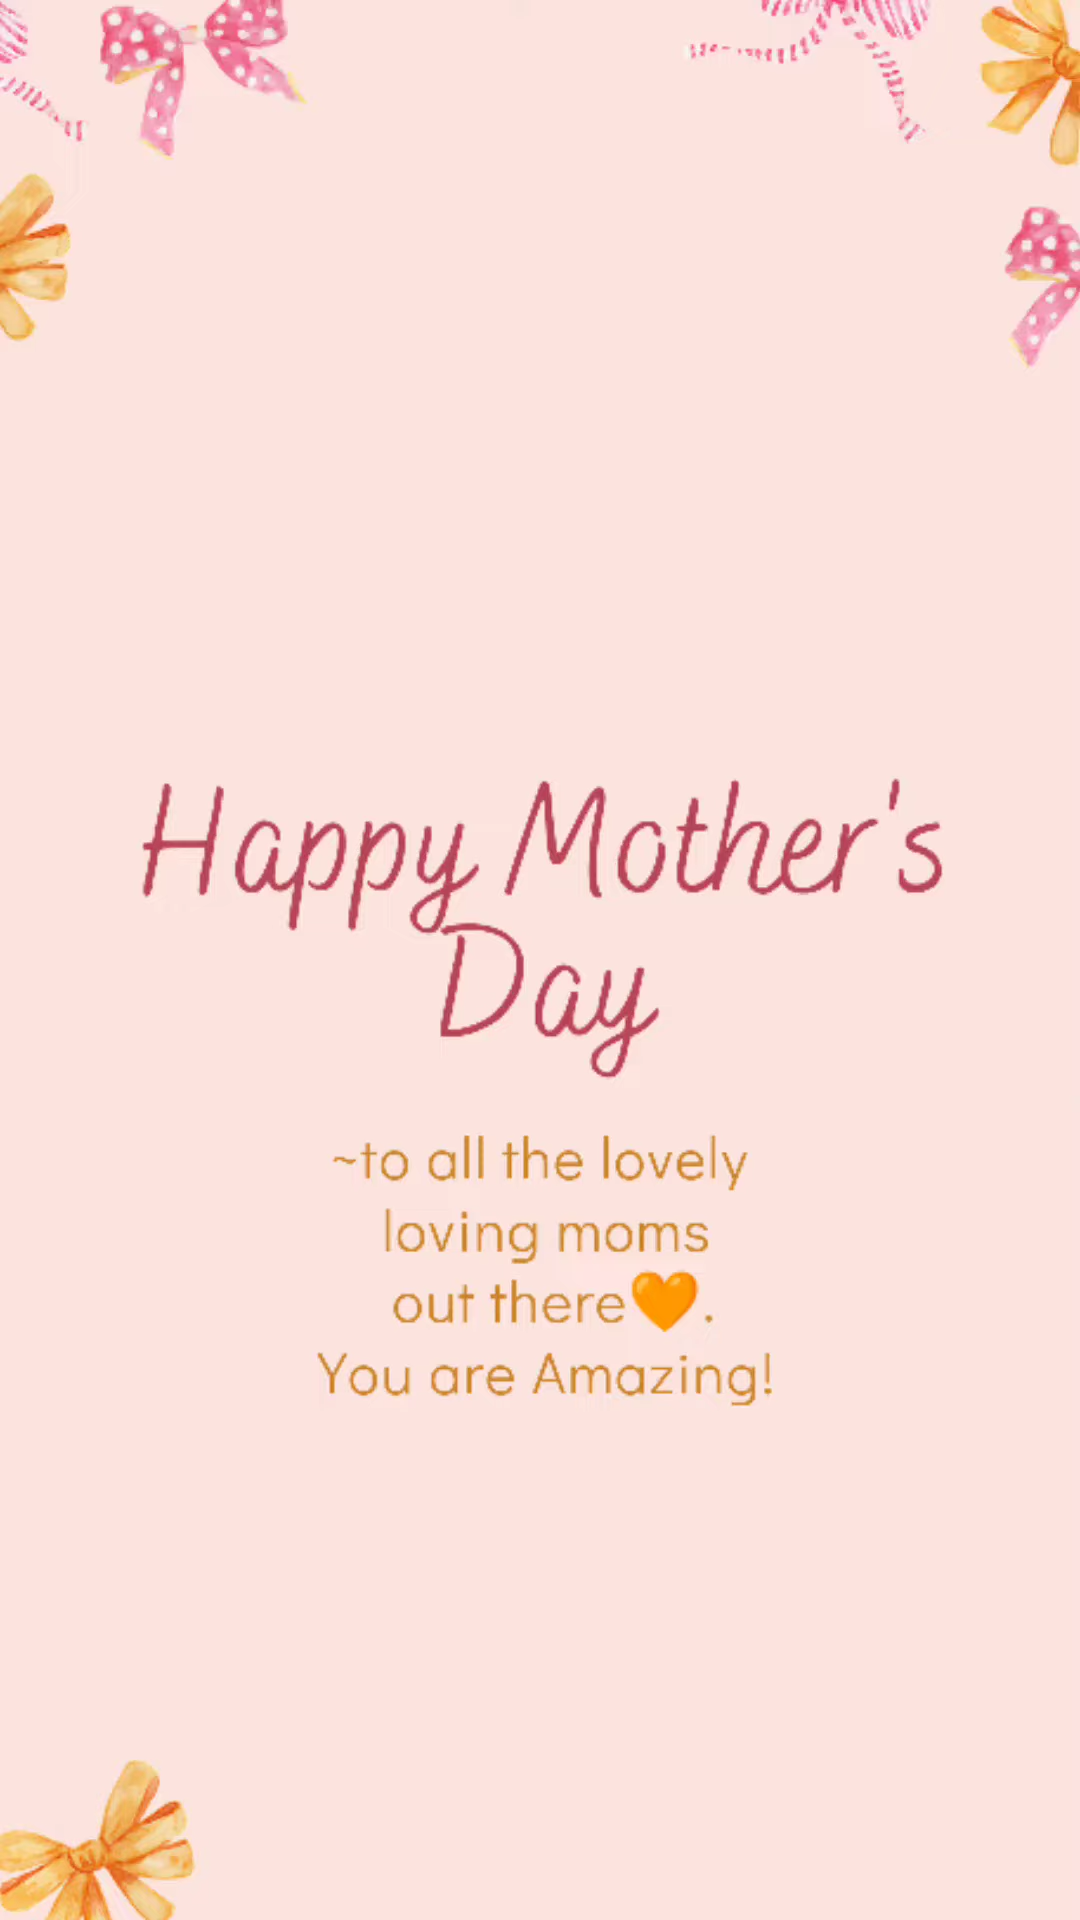 Happy Mother's
Day
~to all the lovely
loving moms
out there🧡.
You are Amazing!